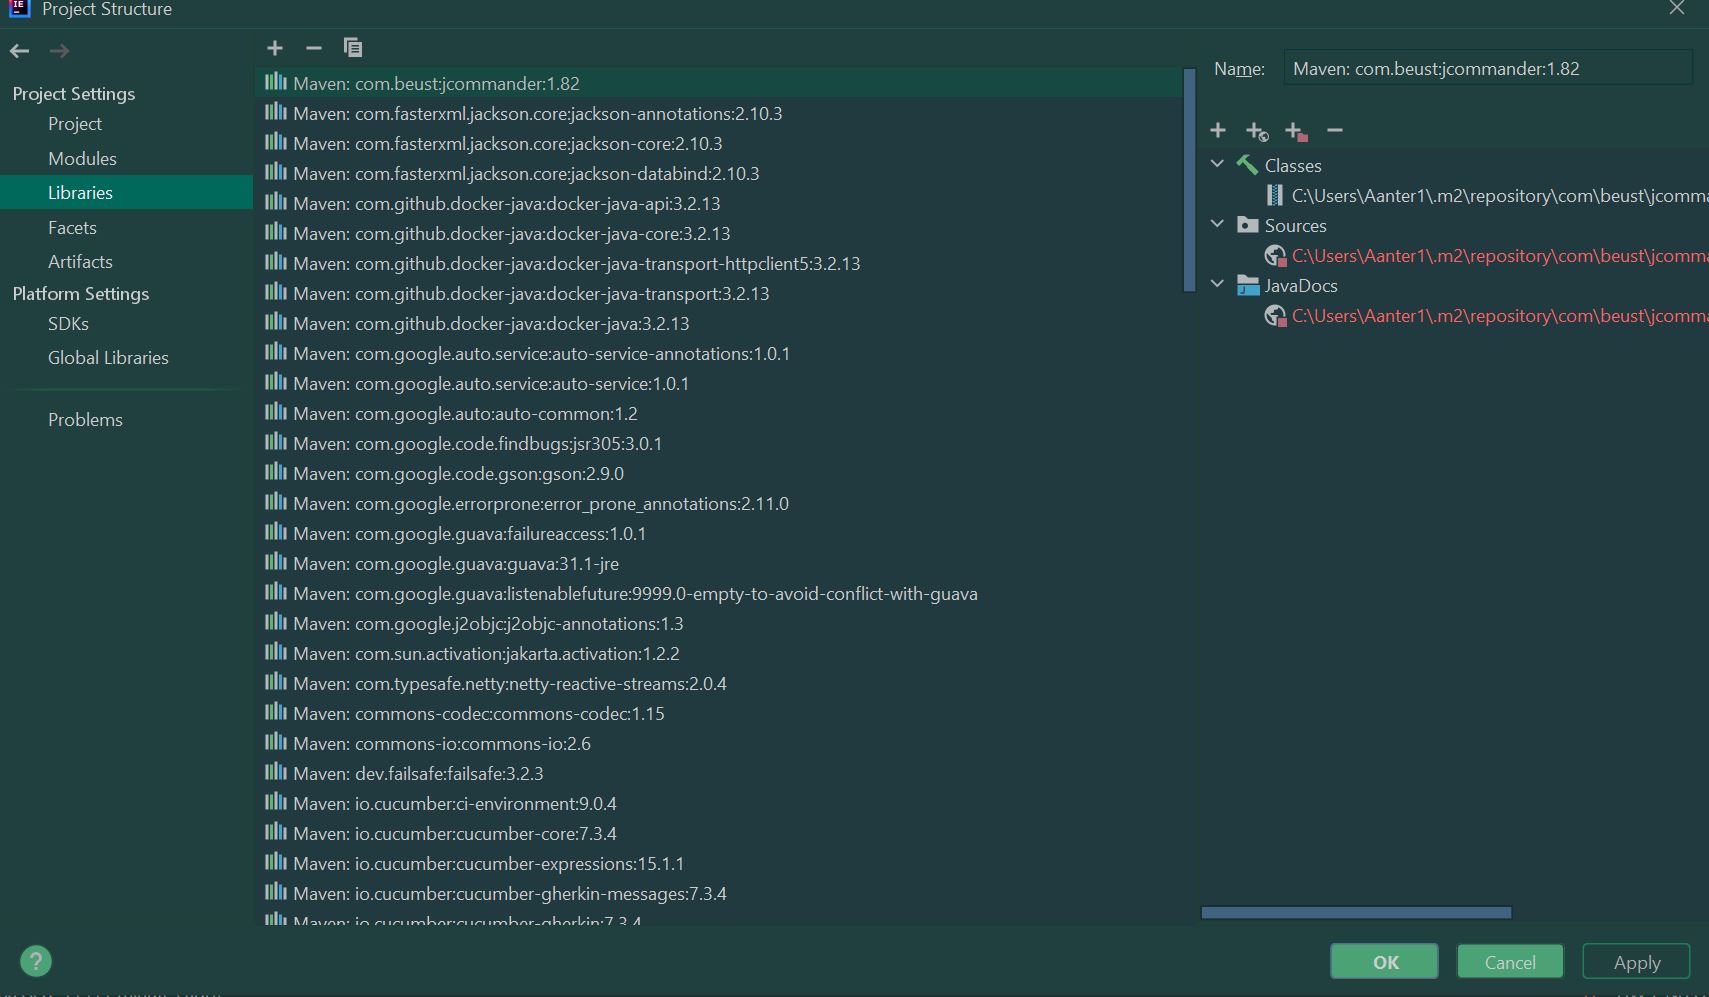 Project Structure
Project Settings
Project
Modules
Libraries
Facets
Artifacts
Platform Settings
SDKs
Global Libraries
Problems
Maven: com.beust:jcommander:1.82
Maven: com.fasterxml.jackson.core:jackson-annotations:2.10.3
Maven: com.fasterxml.jackson.core:jackson-core:2.10.3
Maven: com.fasterxml.jackson.core:jackson-databind:2.10.3
Maven: com.github.docker-java:docker-java-api:3.2.13
Maven: com.github.docker-java:docker-java-core:3.2.13
Maven: com.github.docker-java:docker-java-transport-httpclient5:3.2.13
Maven: com.github.docker-java:docker-java-transport:3.2.13
Maven: com.github.docker-java:docker-java:3.2.13
Maven: com.google.auto.service:auto-service-annotations:1.0.1
Maven: com.google.auto.service:auto-service:1.0.1
Maven: com.google.auto:auto-common:1.2
Maven: com.google.code.findbugs:jsr305:3.0.1
Maven: com.google.code.gson:gson:2.9.0
Maven: com.google.errorprone:error_prone_annotations:2.11.0
Maven: com.google.guava:failureaccess:1.0.1
Maven: com.google.guava:guava:31.1-jre
Maven: com.google.guava:listenablefuture:9999.0-empty-to-avoid-conflict-with-guava
Maven: com.google.j2objc:j2objc-annotations:1.3
Maven: com.sun.activation:jakarta.activation:1.2.2
Maven: com.typesafe.netty:netty-reactive-streams:2.0.4
Maven: commons-codec:commons-codec:1.15
Maven: commons-io:commons-io:2.6
Maven: dev.failsafe:failsafe:3.2.3
Maven: io.cucumber:ci-environment:9.0.4
Maven: io.cucumber:cucumber-core:7.3.4
Maven: io.cucumber:cucumber-expressions:15.1.1
Maven: io.cucumber:cucumber-gherkin-messages:7.3.4
Maven: io.cucumber:cucumber-gherkin:7.3.4
Name: Maven: com.beust:jcommander:1.82
Classes
C:\Users\Aanter1\.m2\repository\com\beust\jcomma
Sources
C:\Users\Aanter1\.m2\repository\com\beust\jcomma
JavaDocs
C:\Users\Aanter1\.m2\repository\com\beust\jcomma
?
OK
Cancel
Apply